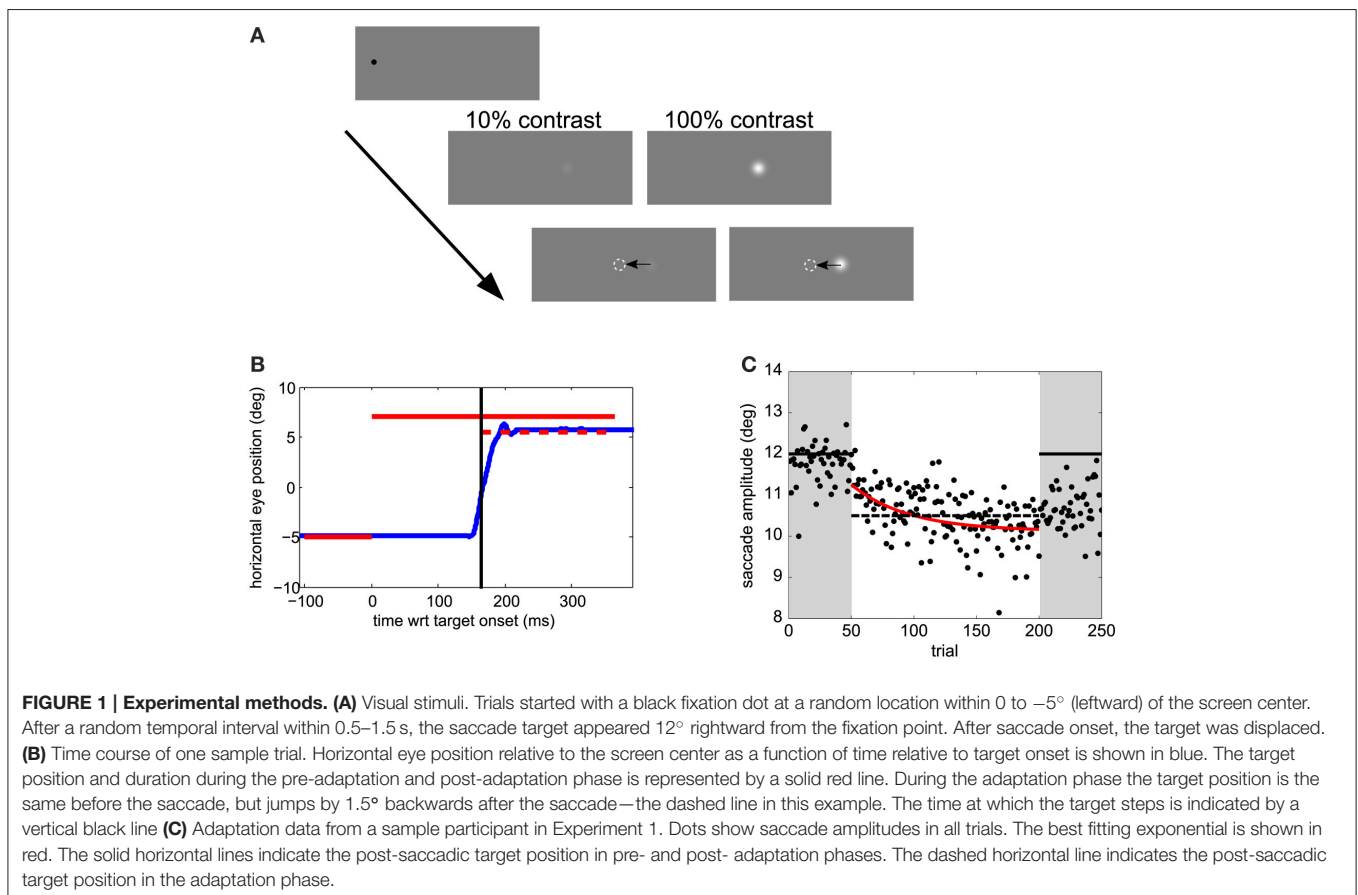 A
10% contrast
100% contrast
B
10
5
0
−5
−10
−100
0
100
200
300
horizontal eye position (deg)
time wrt target onset (ms)
C
14
13
12
11
10
9
8
0
50
100
150
200
250
saccade amplitude (deg)
trial
FIGURE 1 | Experimental methods. (A) Visual stimuli. Trials started with a black fixation dot at a random location within 0 to −5° (leftward) of the screen center.
After a random temporal interval within 0.5–1.5 s, the saccade target appeared 12° rightward from the fixation point. After saccade onset, the target was displaced.
(B) Time course of one sample trial. Horizontal eye position relative to the screen center as a function of time relative to target onset is shown in blue. The target
position and duration during the pre-adaptation and post-adaptation phase is represented by a solid red line. During the adaptation phase the target position is the
same before the saccade, but jumps by 1.5° backwards after the saccade—the dashed line in this example. The time at which the target steps is indicated by a
vertical black line (C) Adaptation data from a sample participant in Experiment 1. Dots show saccade amplitudes in all trials. The best fitting exponential is shown in
red. The solid horizontal lines indicate the post-saccadic target position in pre- and post- adaptation phases. The dashed horizontal line indicates the post-saccadic
target position in the adaptation phase.